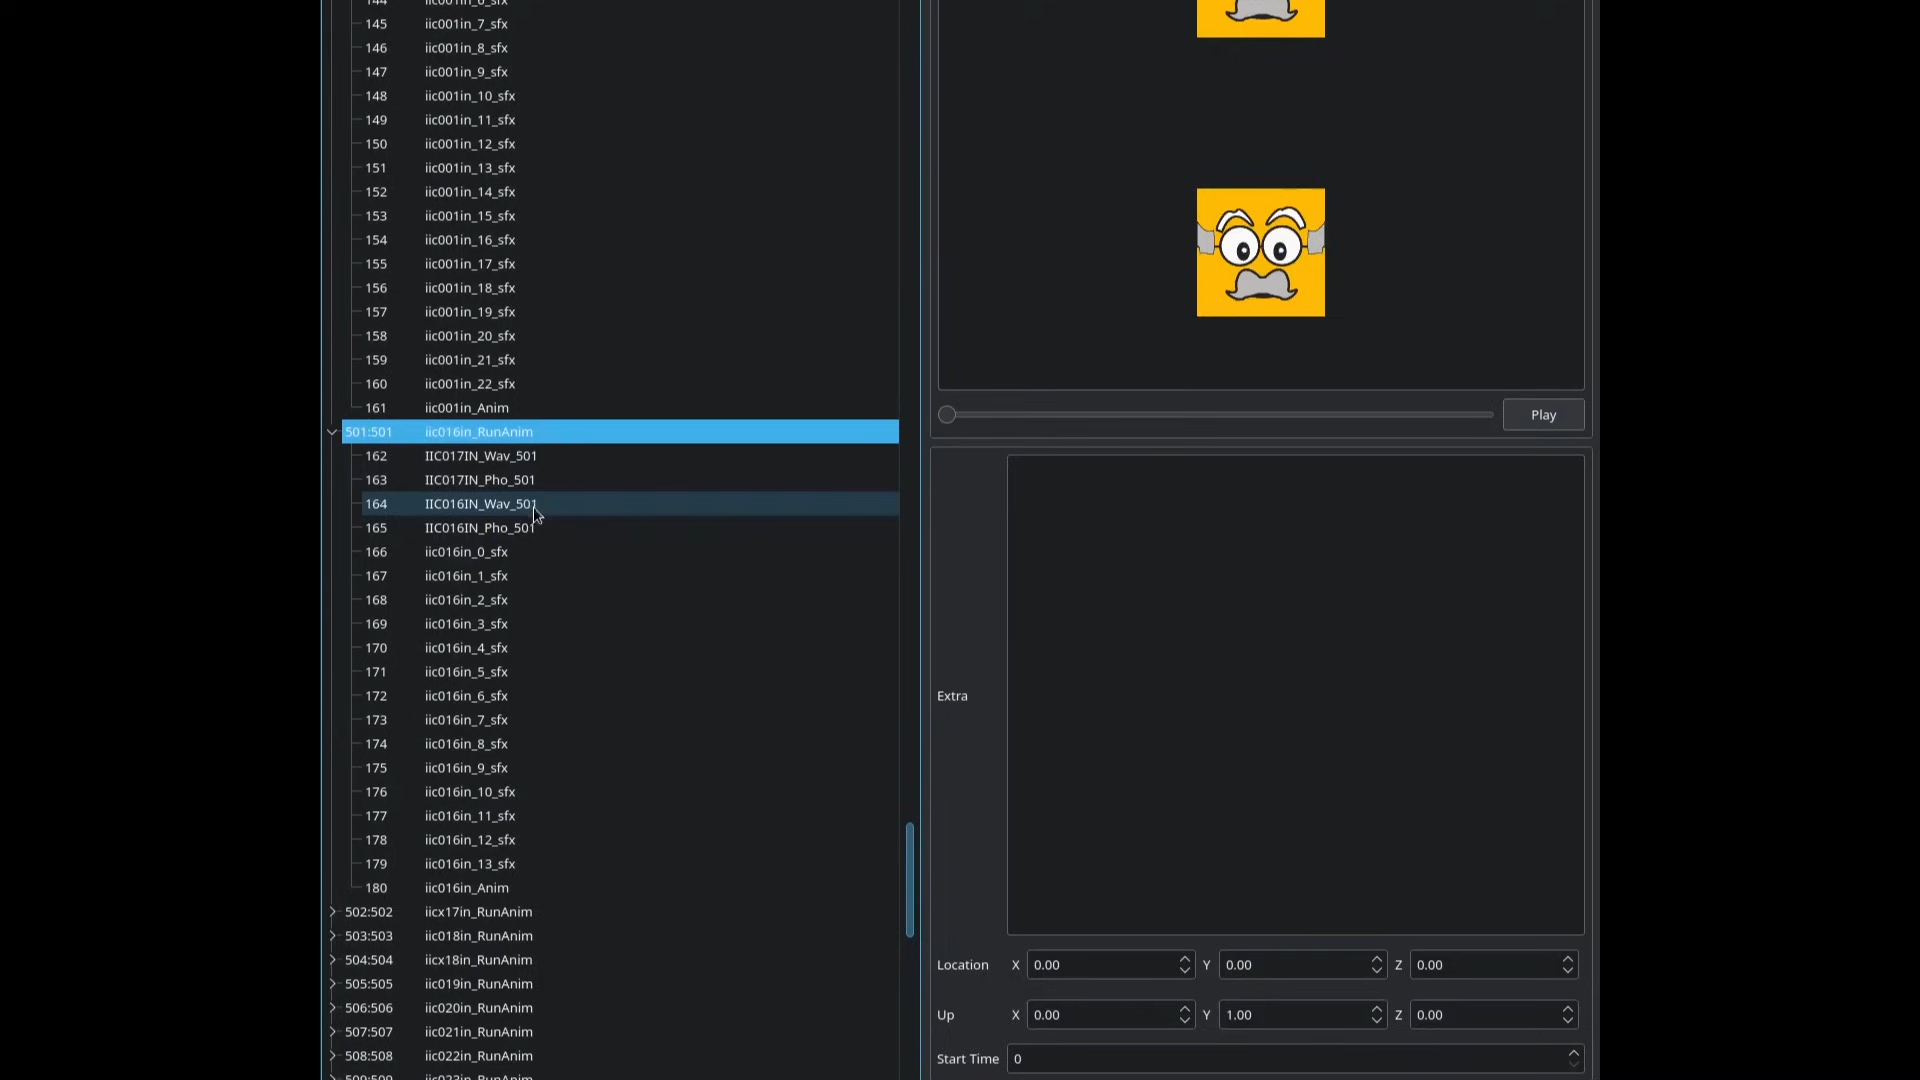 144 iic001in_6_sfx
145 iic001in_7_sfx
146 iic001in_8_sfx
147 iic001in_9_sfx
148 iic001in_10_sfx
149 iic001in_11_sfx
150 iic001in_12_sfx
151 iic001in_13_sfx
152 iic001in_14_sfx
153 iic001in_15_sfx
154 iic001in_16_sfx
155 iic001in_17_sfx
156 iic001in_18_sfx
157 iic001in_19_sfx
158 iic001in_20_sfx
159 iic001in_21_sfx
160 iic001in_22_sfx
161 iic001in_Anim
501:501 iic016in_RunAnim
162 IIC017IN_Wav_501
163 IIC017IN_Pho_501
164 IIC016IN_Wav_501
165 IIC016IN_Pho_501
166 iic016in_0_sfx
167 iic016in_1_sfx
168 iic016in_2_sfx
169 iic016in_3_sfx
170 iic016in_4_sfx
171 iic016in_5_sfx
172 iic016in_6_sfx
173 iic016in_7_sfx
174 iic016in_8_sfx
175 iic016in_9_sfx
176 iic016in_10_sfx
177 iic016in_11_sfx
178 iic016in_12_sfx
179 iic016in_13_sfx
180 iic016in_Anim
502:502 iicx17in_RunAnim
503:503 iic018in_RunAnim
504:504 iicx18in_RunAnim
505:505 iic019in_RunAnim
506:506 iic020in_RunAnim
507:507 iic021in_RunAnim
508:508 iic022in_RunAnim
509:509 iic023in_RunAnim
Play
Extra
Location X 0.00 Y 0.00 Z 0.00
Up X 0.00 Y 1.00 Z 0.00
Start Time 0